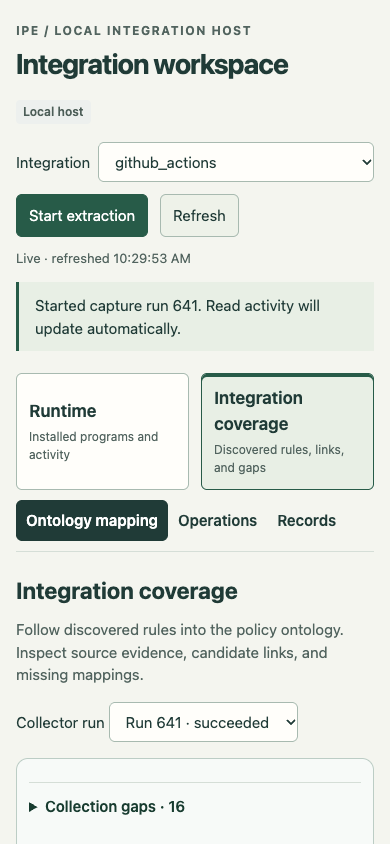 IPE / LOCAL INTEGRATION HOST
Integration workspace
Local host
Integration github_actions
Start extraction Refresh
Live · refreshed 10:29:53 AM
Started capture run 641. Read activity will
update automatically.
Runtime
Installed programs and
activity
Integration
coverage
Discovered rules, links,
and gaps
Ontology mapping Operations Records
Integration coverage
Follow discovered rules into the policy ontology.
Inspect source evidence, candidate links, and
missing mappings.
Collector run Run 641 · succeeded
Collection gaps · 16